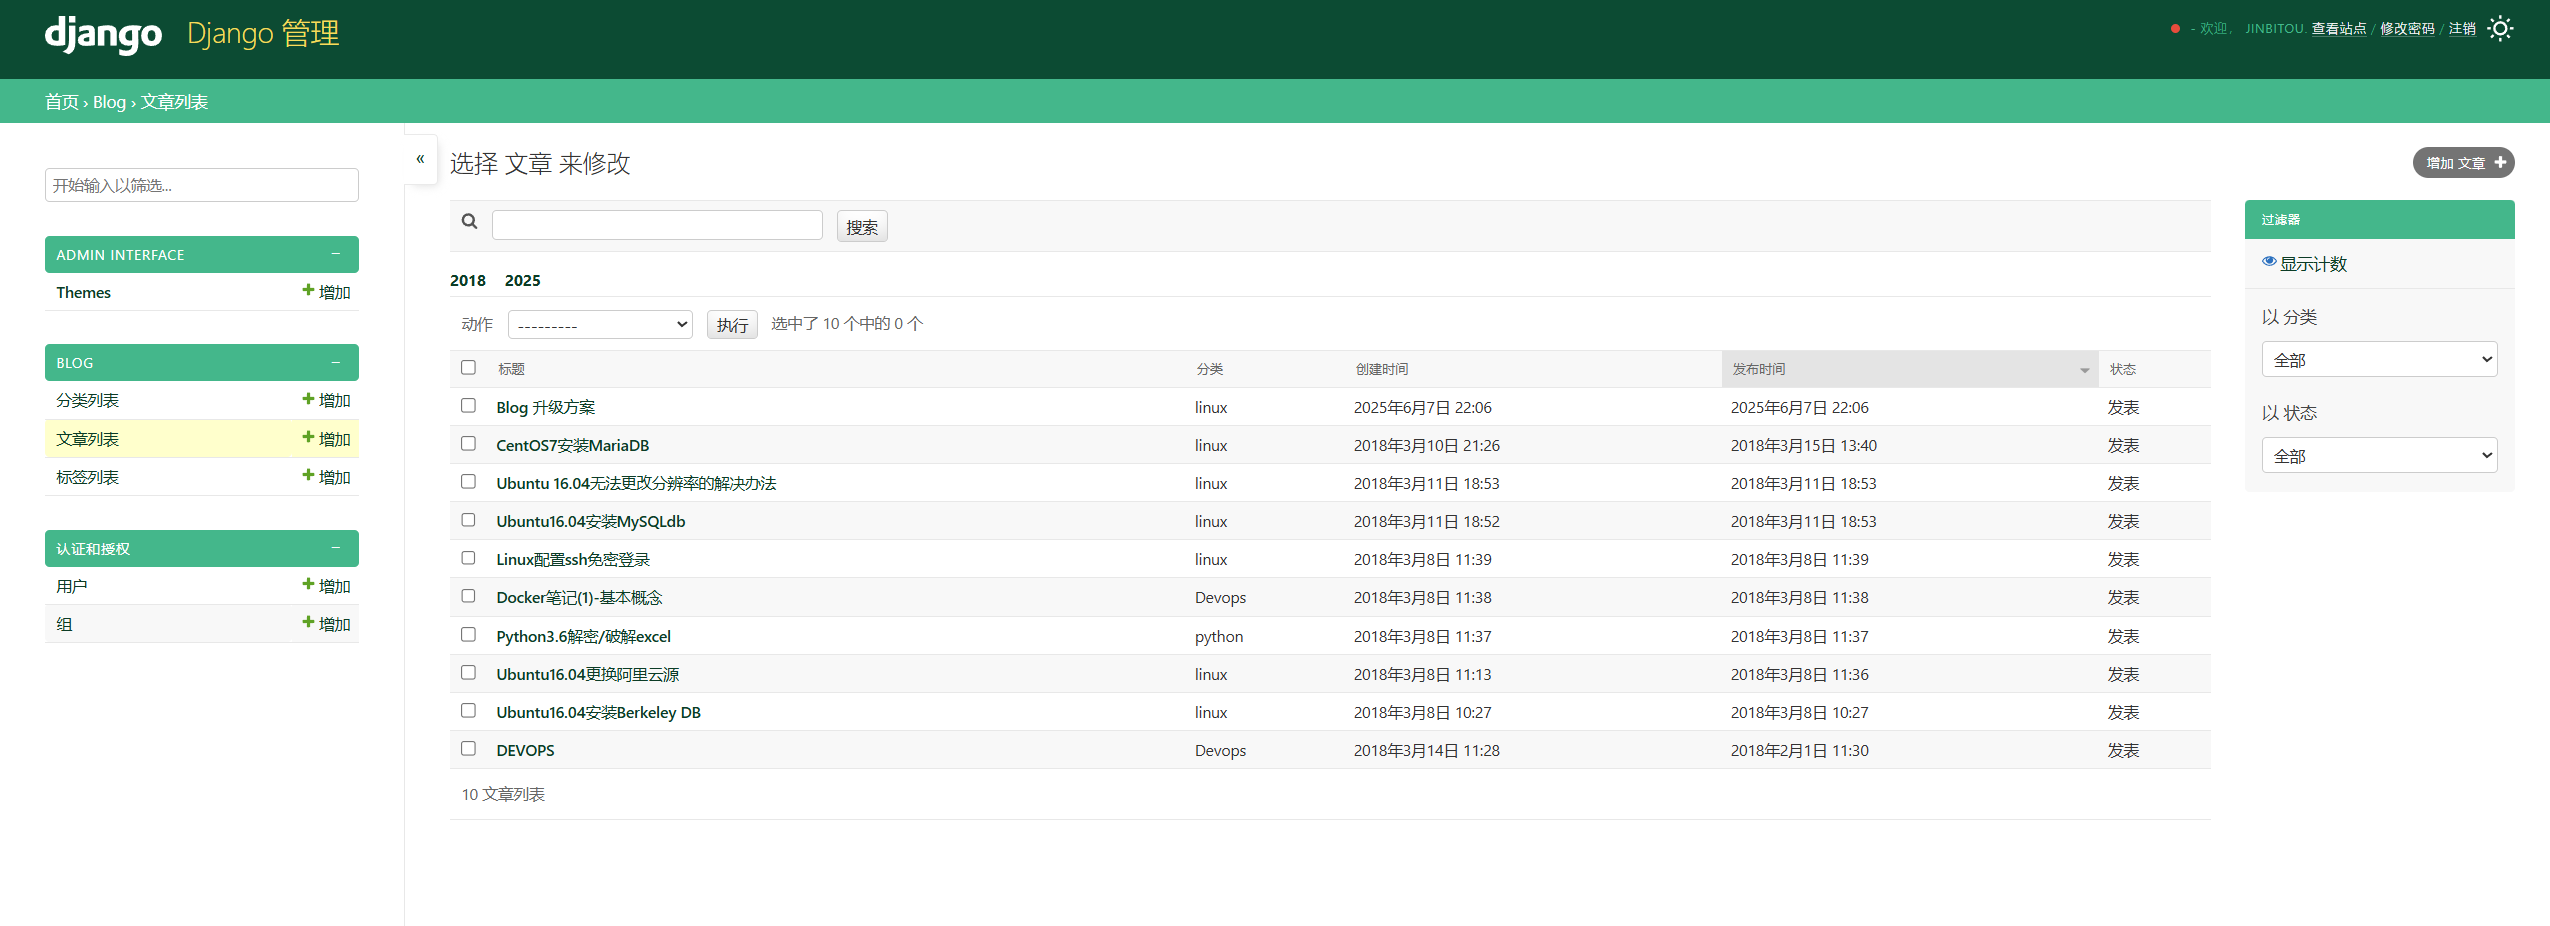 django Django 管理
- 欢迎， JINBITOU. 查看站点 / 修改密码 / 注销
首页 › Blog › 文章列表
开始输入以筛选...
ADMIN INTERFACE –
Themes + 增加
BLOG –
分类列表 + 增加
文章列表 + 增加
标签列表 + 增加
认证和授权 –
用户 + 增加
组 + 增加
«
选择 文章 来修改
增加 文章 +
搜索
2018 2025
动作 --------- 执行 选中了 10 个中的 0 个
标题 分类 创建时间 发布时间 状态
Blog 升级方案 linux 2025年6月7日 22:06 2025年6月7日 22:06 发表
CentOS7安装MariaDB linux 2018年3月10日 21:26 2018年3月15日 13:40 发表
Ubuntu 16.04无法更改分辨率的解决办法 linux 2018年3月11日 18:53 2018年3月11日 18:53 发表
Ubuntu16.04安装MySQLdb linux 2018年3月11日 18:52 2018年3月11日 18:53 发表
Linux配置ssh免密登录 linux 2018年3月8日 11:39 2018年3月8日 11:39 发表
Docker笔记(1)-基本概念 Devops 2018年3月8日 11:38 2018年3月8日 11:38 发表
Python3.6解密/破解excel python 2018年3月8日 11:37 2018年3月8日 11:37 发表
Ubuntu16.04更换阿里云源 linux 2018年3月8日 11:13 2018年3月8日 11:36 发表
Ubuntu16.04安装Berkeley DB linux 2018年3月8日 10:27 2018年3月8日 10:27 发表
DEVOPS Devops 2018年3月14日 11:28 2018年2月1日 11:30 发表
10 文章列表
过滤器
显示计数
以 分类
全部
以 状态
全部